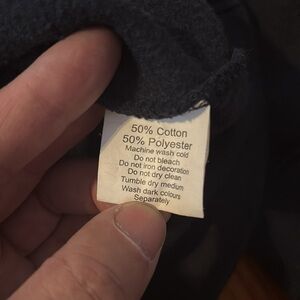 50% Cotton
50% Polyester
Machine wash cold
Do not bleach
Do not iron decoration
Do not dry clean
Tumble dry medium
Wash dark colours
Separately